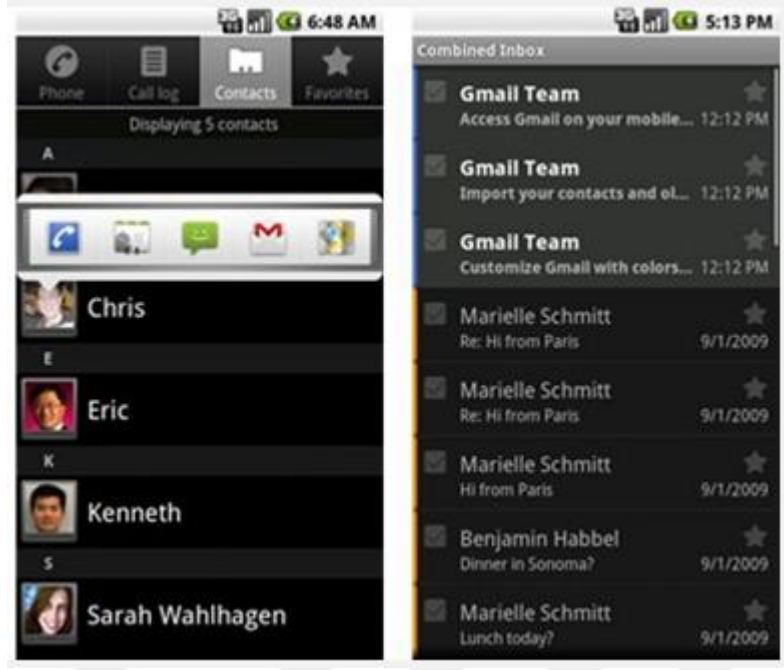 6:48 AM
Phone Call log Contacts Favorites
Displaying 5 contacts
A
Chris
E
Eric
K
Kenneth
S
Sarah Wahlhagen
5:13 PM
Combined Inbox
Gmail Team
Access Gmail on your mobile... 12:12 PM
Gmail Team
Import your contacts and ol... 12:12 PM
Gmail Team
Customize Gmail with colors... 12:12 PM
Marielle Schmitt
Re: Hi from Paris 9/1/2009
Marielle Schmitt
Re: Hi from Paris 9/1/2009
Marielle Schmitt
Hi from Paris 9/1/2009
Benjamin Habbel
Dinner in Sonoma? 9/1/2009
Marielle Schmitt
Lunch today? 9/1/2009